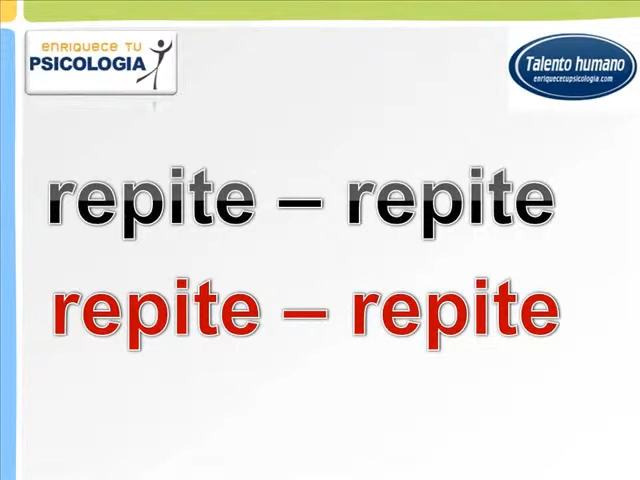 enriquece tu
PSICOLOGIA
Talento humano
enriquecetupsicologia.com
repite – repite
repite – repite